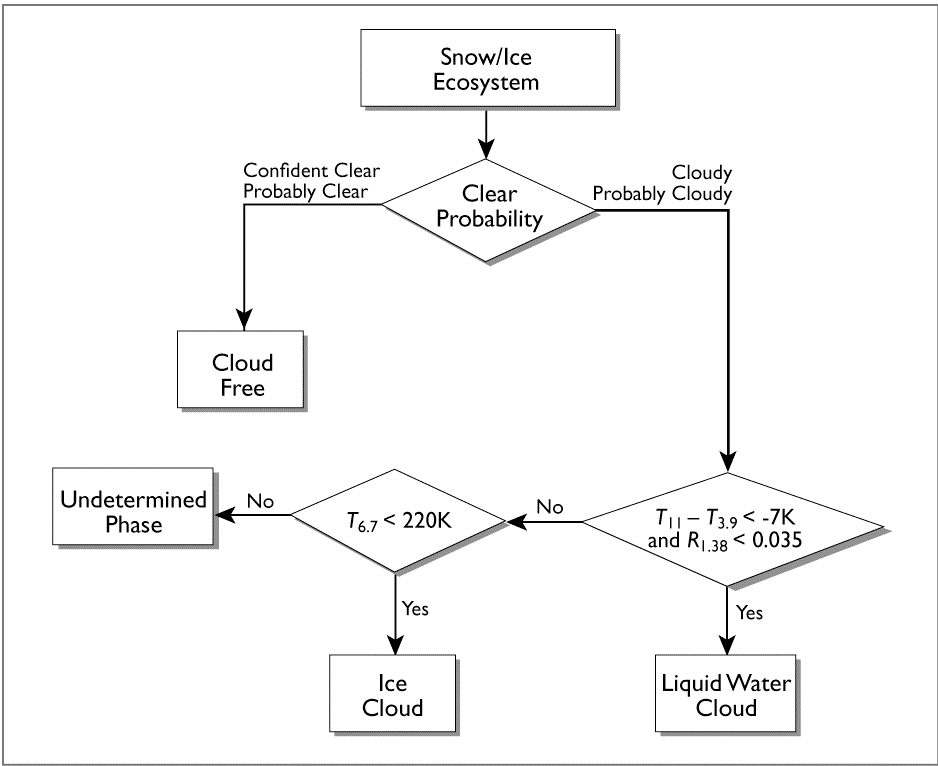 Snow/Ice
Ecosystem
Confident Clear
Probably Clear
Clear
Probability
Cloudy
Probably Cloudy
Cloud
Free
Undetermined
Phase
No
T6.7 < 220K
No
T11 – T3.9 < -7K
and R1.38 < 0.035
Yes
Yes
Ice
Cloud
Liquid Water
Cloud